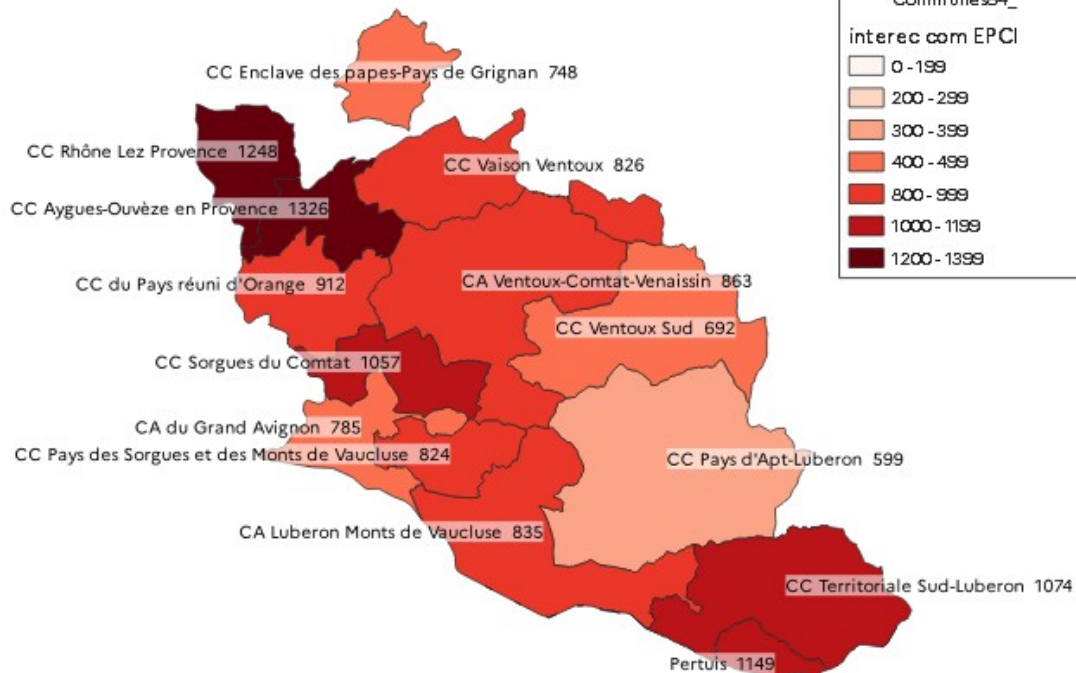 Communes84_
interec com EPCI
0 - 199
200 - 299
300 - 399
400 - 499
800 - 999
1000 - 1199
1200 - 1399
CC Enclave des papes-Pays de Grignan 748
CC Rhône Lez Provence 1248
CC Vaison Ventoux 826
CC Aygues-Ouvèze en Provence 1326
CC du Pays réuni d'Orange 912
CA Ventoux-Comtat-Venaissin 863
CC Ventoux Sud 692
CC Sorgues du Comtat 1057
CA du Grand Avignon 785
CC Pays des Sorgues et des Monts de Vaucluse 824
CC Pays d'Apt-Luberon 599
CA Luberon Monts de Vaucluse 835
CC Territoriale Sud-Luberon 1074
Pertuis 1149